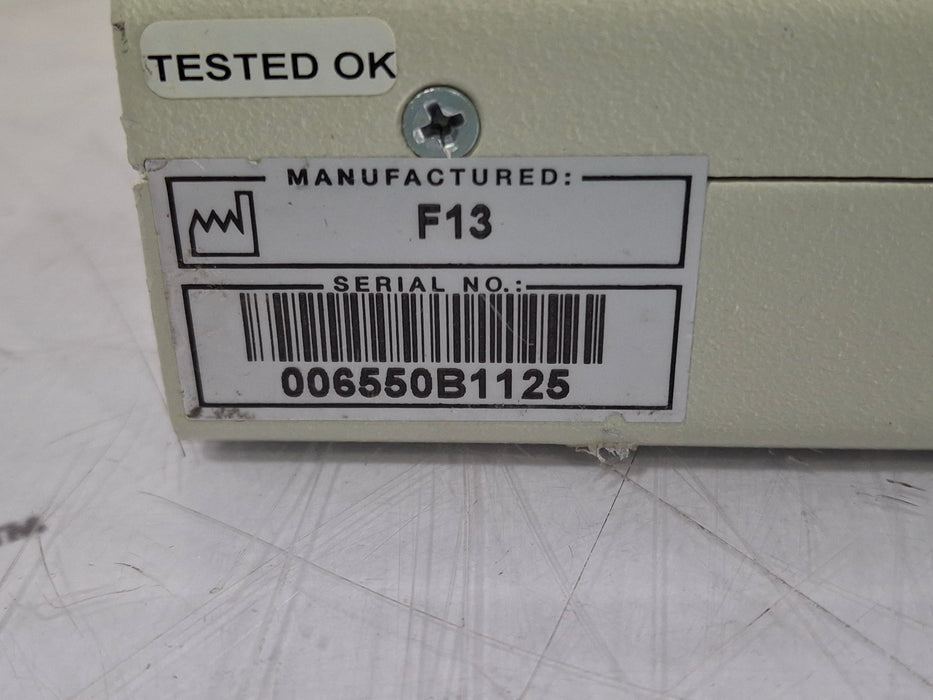 TESTED OK
MANUFACTURED:
F13
SERIAL NO.:
006550B1125